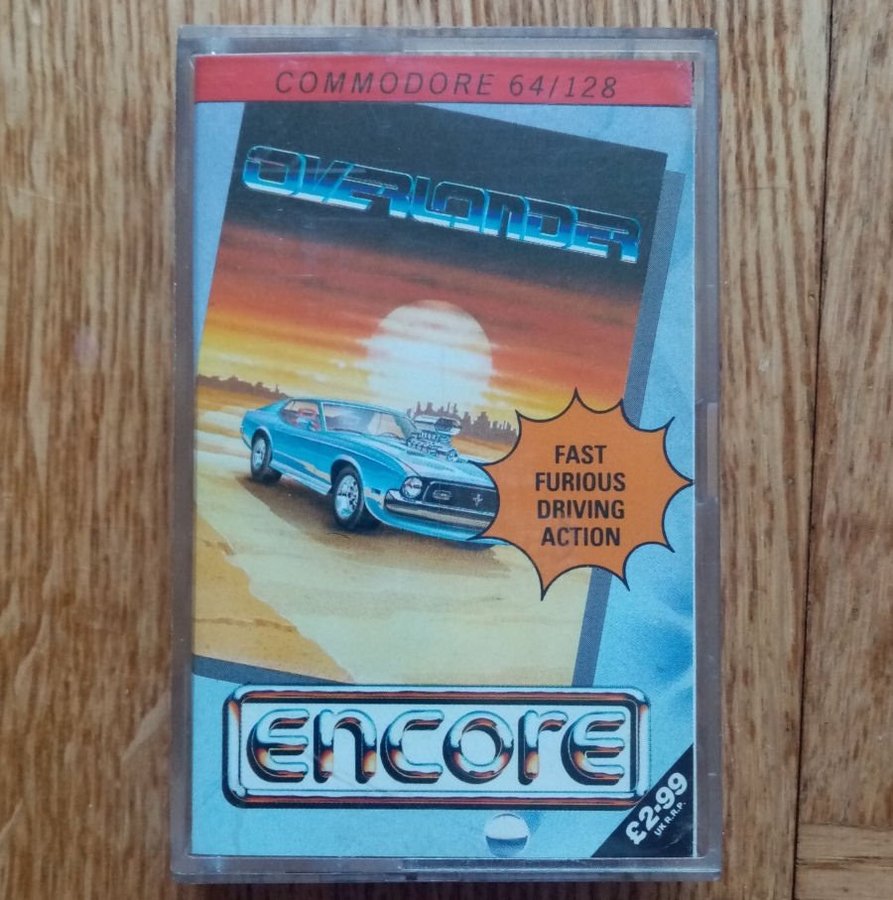 COMMODORE 64/128
OVERLANDER
FAST
FURIOUS
DRIVING
ACTION
encore
£2·99
UK R.R.P.